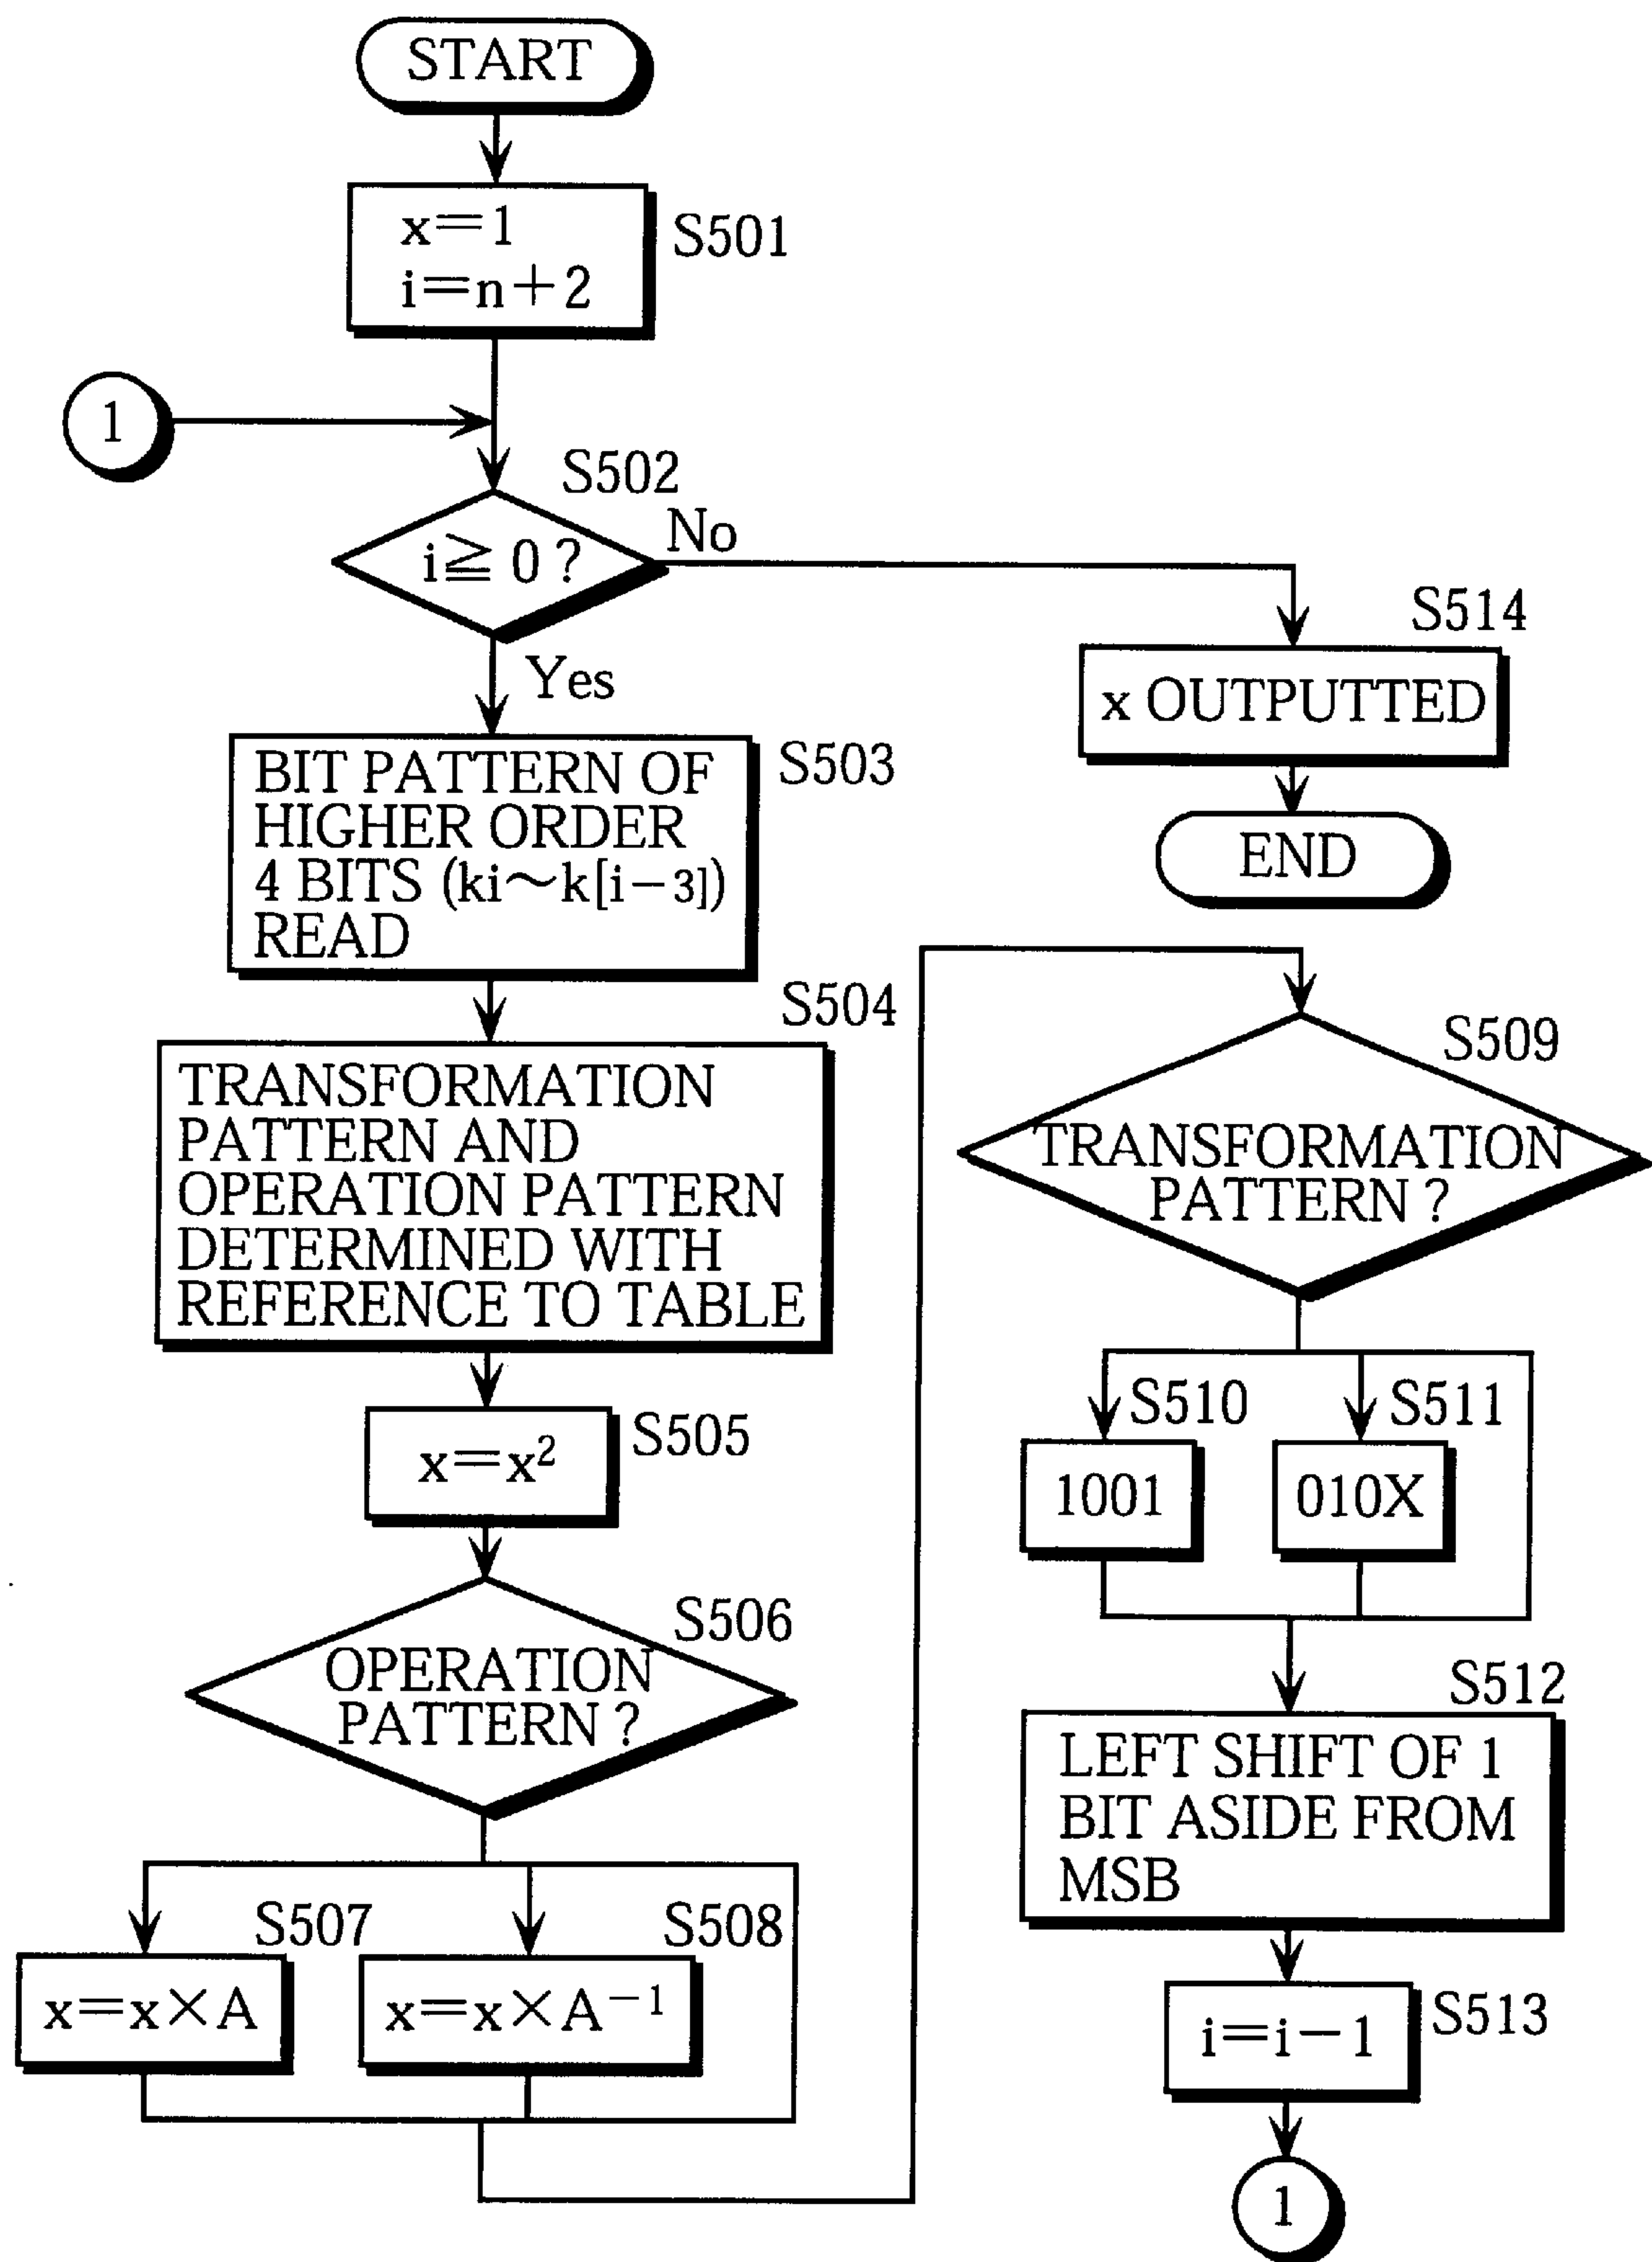 START
x=1
i=n+2
S501
1
S502
i≧0?
No
Yes
S514
x OUTPUTTED
END
BIT PATTERN OF
HIGHER ORDER
4 BITS (ki~k[i-3])
READ
S503
S504
TRANSFORMATION
PATTERN AND
OPERATION PATTERN
DETERMINED WITH
REFERENCE TO TABLE
x=x²
S505
S506
OPERATION
PATTERN?
S507
x=x×A
S508
x=x×A⁻¹
S509
TRANSFORMATION
PATTERN?
S510
1001
S511
010X
S512
LEFT SHIFT OF 1
BIT ASIDE FROM
MSB
i=i-1
S513
1